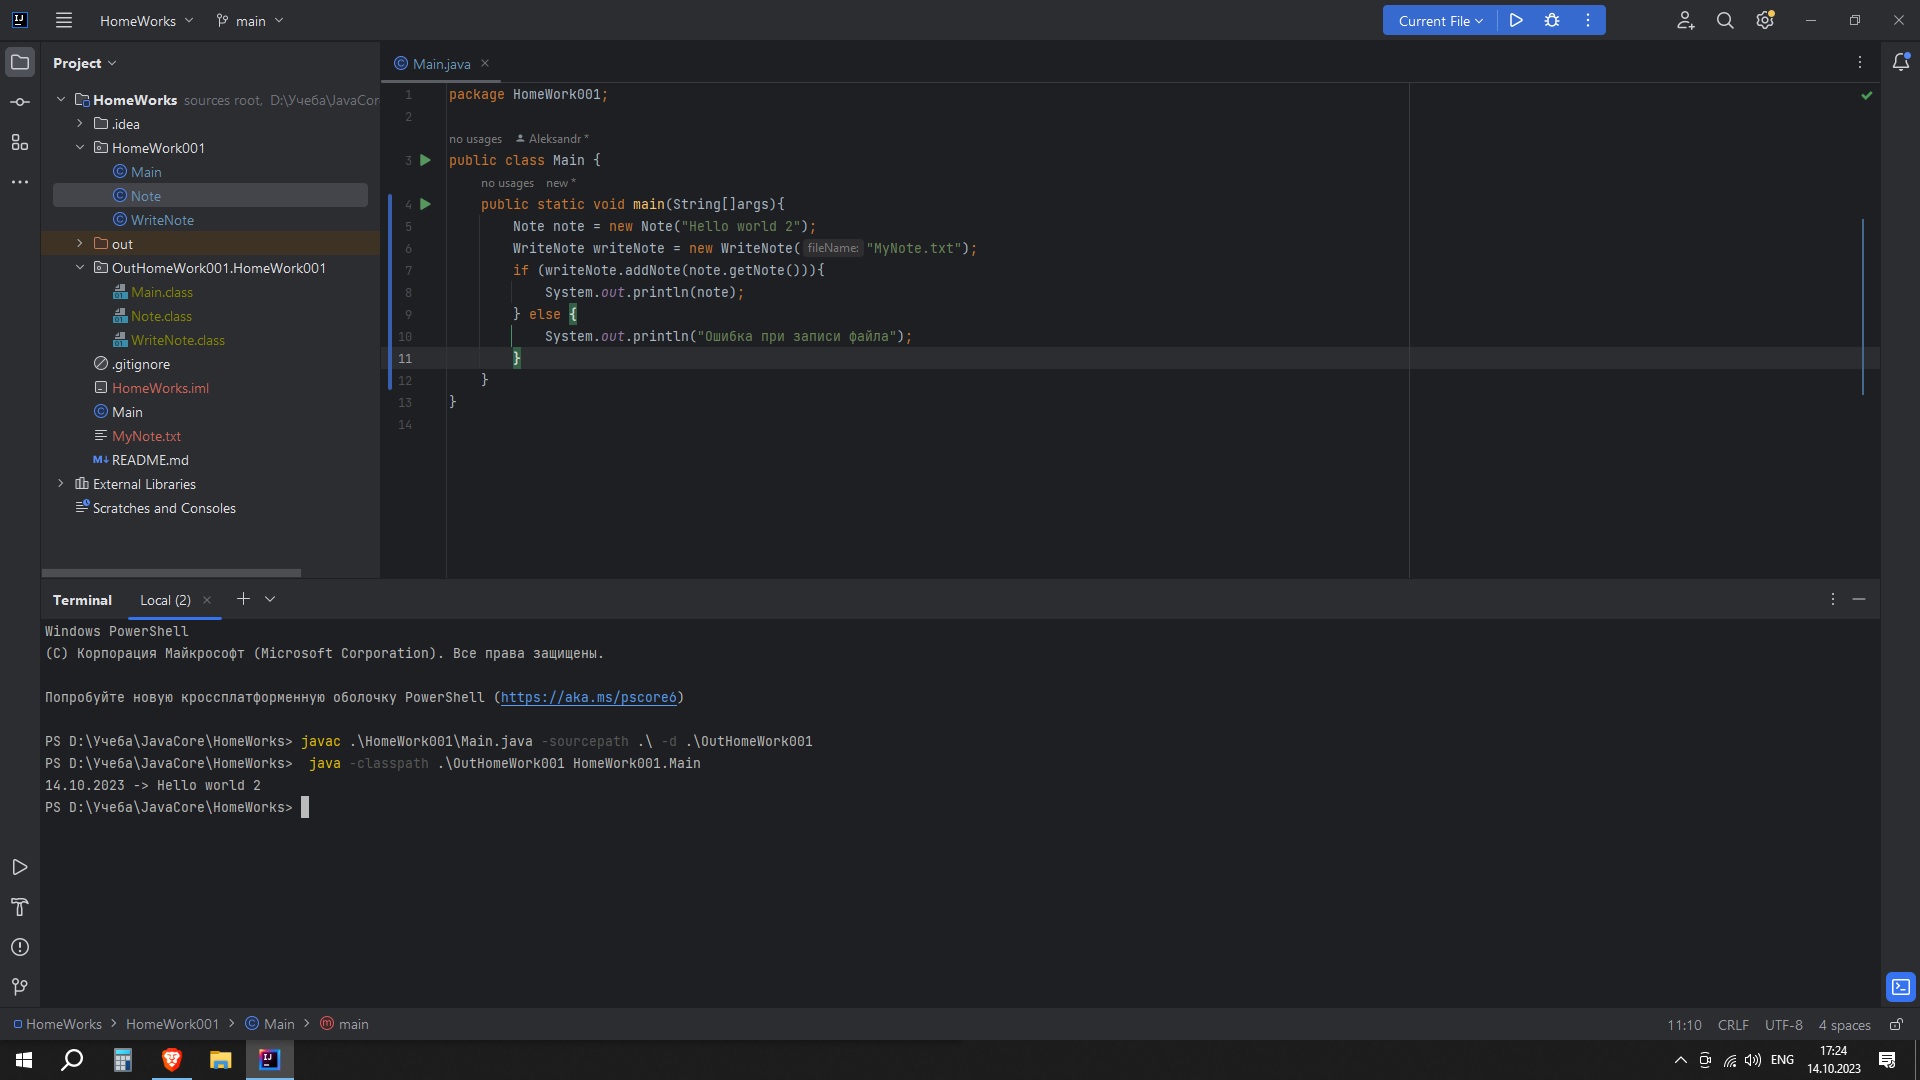 HomeWorks
main
Current File
Project
HomeWorks sources root, D:\Учеба\JavaCor
.idea
HomeWork001
Main
Note
WriteNote
out
OutHomeWork001.HomeWork001
Main.class
Note.class
WriteNote.class
.gitignore
HomeWorks.iml
Main
MyNote.txt
README.md
External Libraries
Scratches and Consoles
Main.java
1 package HomeWork001;
2
no usages Aleksandr *
3 public class Main {
no usages new *
4 public static void main(String[]args){
5 Note note = new Note("Hello world 2");
6 WriteNote writeNote = new WriteNote( fileName: "MyNote.txt");
7 if (writeNote.addNote(note.getNote())){
8 System.out.println(note);
9 } else {
10 System.out.println("Ошибка при записи файла");
11 }
12 }
13 }
14
Terminal Local (2)
Windows PowerShell
(C) Корпорация Майкрософт (Microsoft Corporation). Все права защищены.
Попробуйте новую кроссплатформенную оболочку PowerShell (https://aka.ms/pscore6)
PS D:\Учеба\JavaCore\HomeWorks> javac .\HomeWork001\Main.java -sourcepath .\ -d .\OutHomeWork001
PS D:\Учеба\JavaCore\HomeWorks> java -classpath .\OutHomeWork001 HomeWork001.Main
14.10.2023 -> Hello world 2
PS D:\Учеба\JavaCore\HomeWorks>
HomeWorks > HomeWork001 > Main > main
11:10 CRLF UTF-8 4 spaces
ENG
17:24
14.10.2023